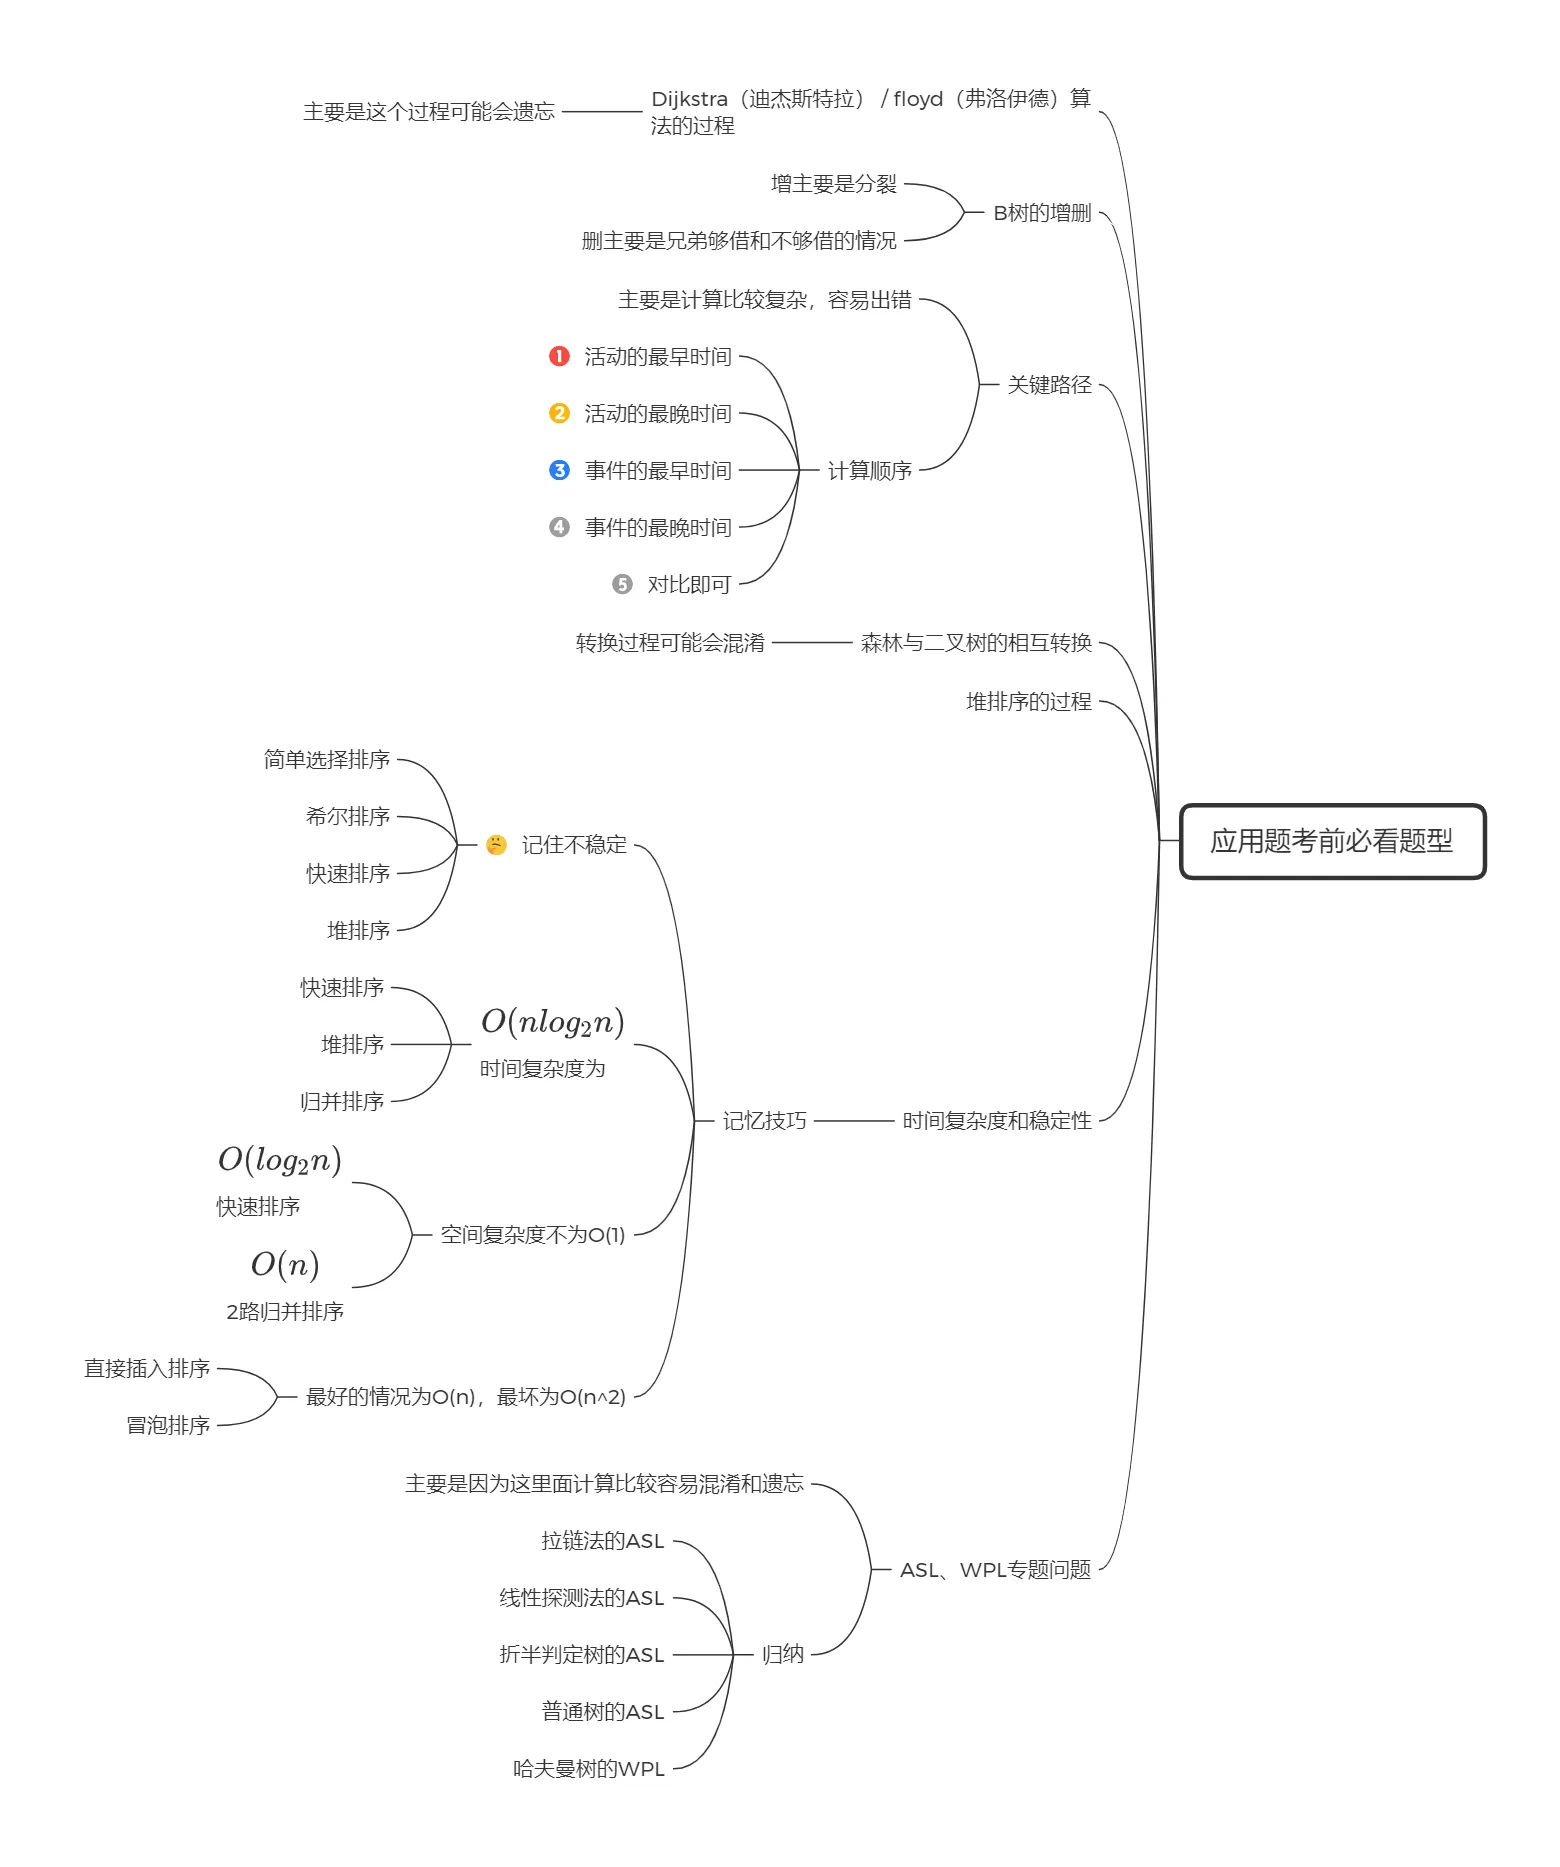 应用题考前必看题型
Dijkstra（迪杰斯特拉） / floyd（弗洛伊德）算
法的过程
主要是这个过程可能会遗忘
B树的增删
增主要是分裂
删主要是兄弟够借和不够借的情况
关键路径
主要是计算比较复杂，容易出错
计算顺序
1 活动的最早时间
2 活动的最晚时间
3 事件的最早时间
4 事件的最晚时间
5 对比即可
森林与二叉树的相互转换
转换过程可能会混淆
堆排序的过程
时间复杂度和稳定性
记忆技巧
记住不稳定
简单选择排序
希尔排序
快速排序
堆排序
O(nlog₂n)
时间复杂度为
快速排序
堆排序
归并排序
空间复杂度不为O(1)
O(log₂n)
快速排序
O(n)
2路归并排序
最好的情况为O(n)，最坏为O(n^2)
直接插入排序
冒泡排序
ASL、WPL专题问题
主要是因为这里面计算比较容易混淆和遗忘
归纳
拉链法的ASL
线性探测法的ASL
折半判定树的ASL
普通树的ASL
哈夫曼树的WPL